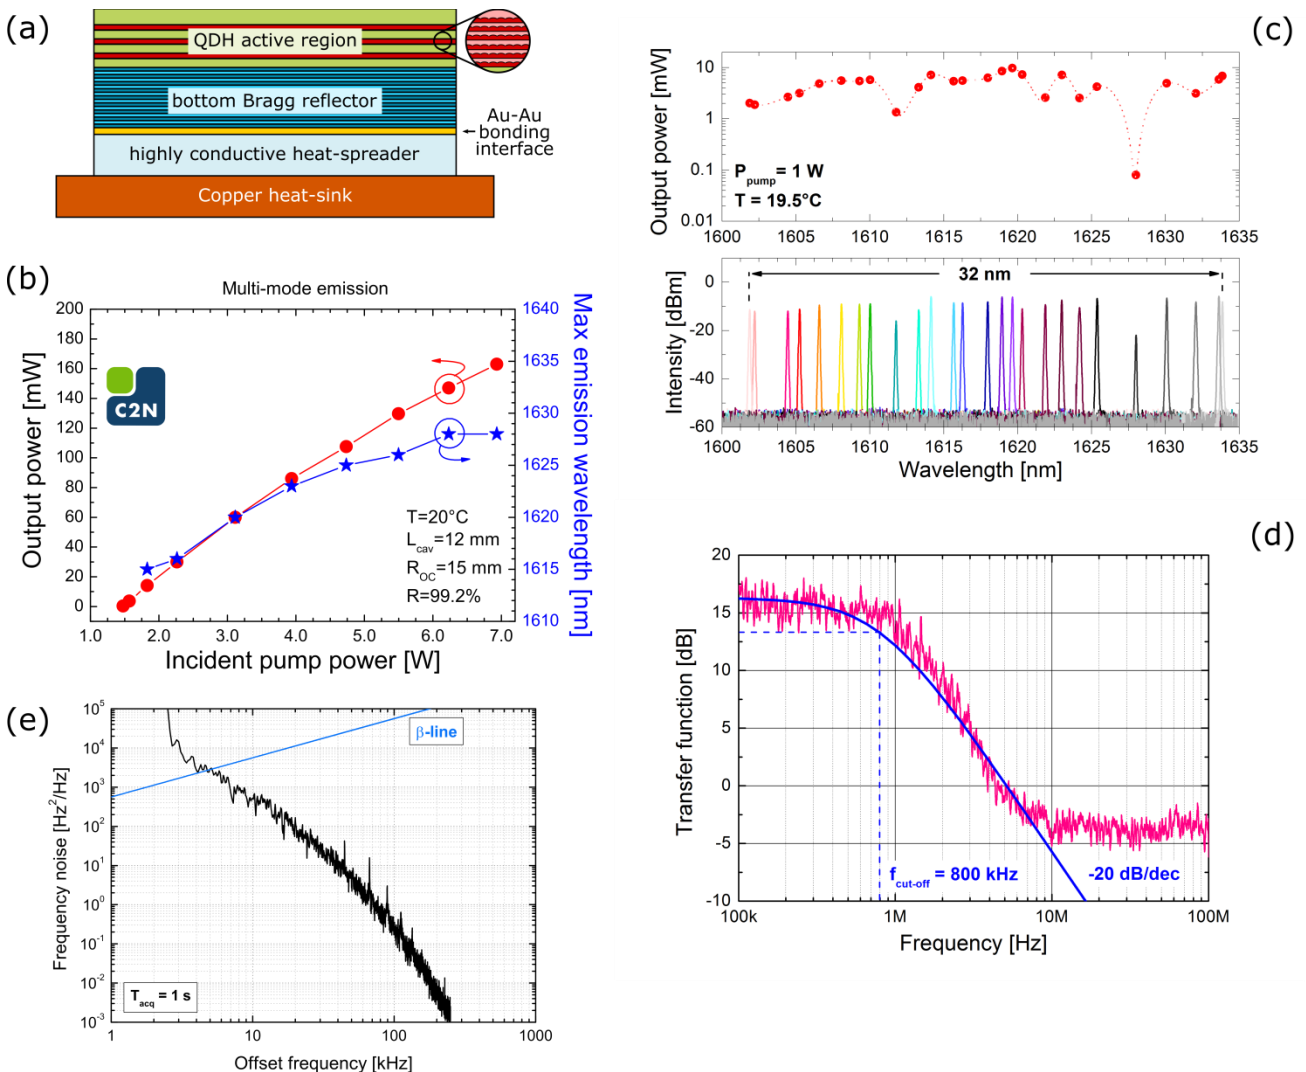 (a)
QDH active region
bottom Bragg reflector
Au-Au
bonding
interface
highly conductive heat-spreader
Copper heat-sink
(b)
Multi-mode emission
Output power [mW]
200
180
160
140
120
100
80
60
40
20
0
C2N
T=20°C
Lcav=12 mm
ROC=15 mm
R=99.2%
1640
1635
1630
1625
1620
1615
1610
Max emission wavelength [nm]
1.0 2.0 3.0 4.0 5.0 6.0 7.0
Incident pump power [W]
(c)
Output power [mW]
10
1
0.1
0.01
Ppump= 1 W
T = 19.5°C
1600 1605 1610 1615 1620 1625 1630 1635
Intensity [dBm]
0
-20
-40
-60
32 nm
1600 1605 1610 1615 1620 1625 1630 1635
Wavelength [nm]
(d)
Transfer function [dB]
20
15
10
5
0
-5
-10
fcut-off = 800 kHz
-20 dB/dec
100k 1M 10M 100M
Frequency [Hz]
(e)
Frequency noise [Hz²/Hz]
10⁵
10⁴
10³
10²
10¹
10⁰
10⁻¹
10⁻²
10⁻³
β-line
Tacq = 1 s
1 10 100 1000
Offset frequency [kHz]